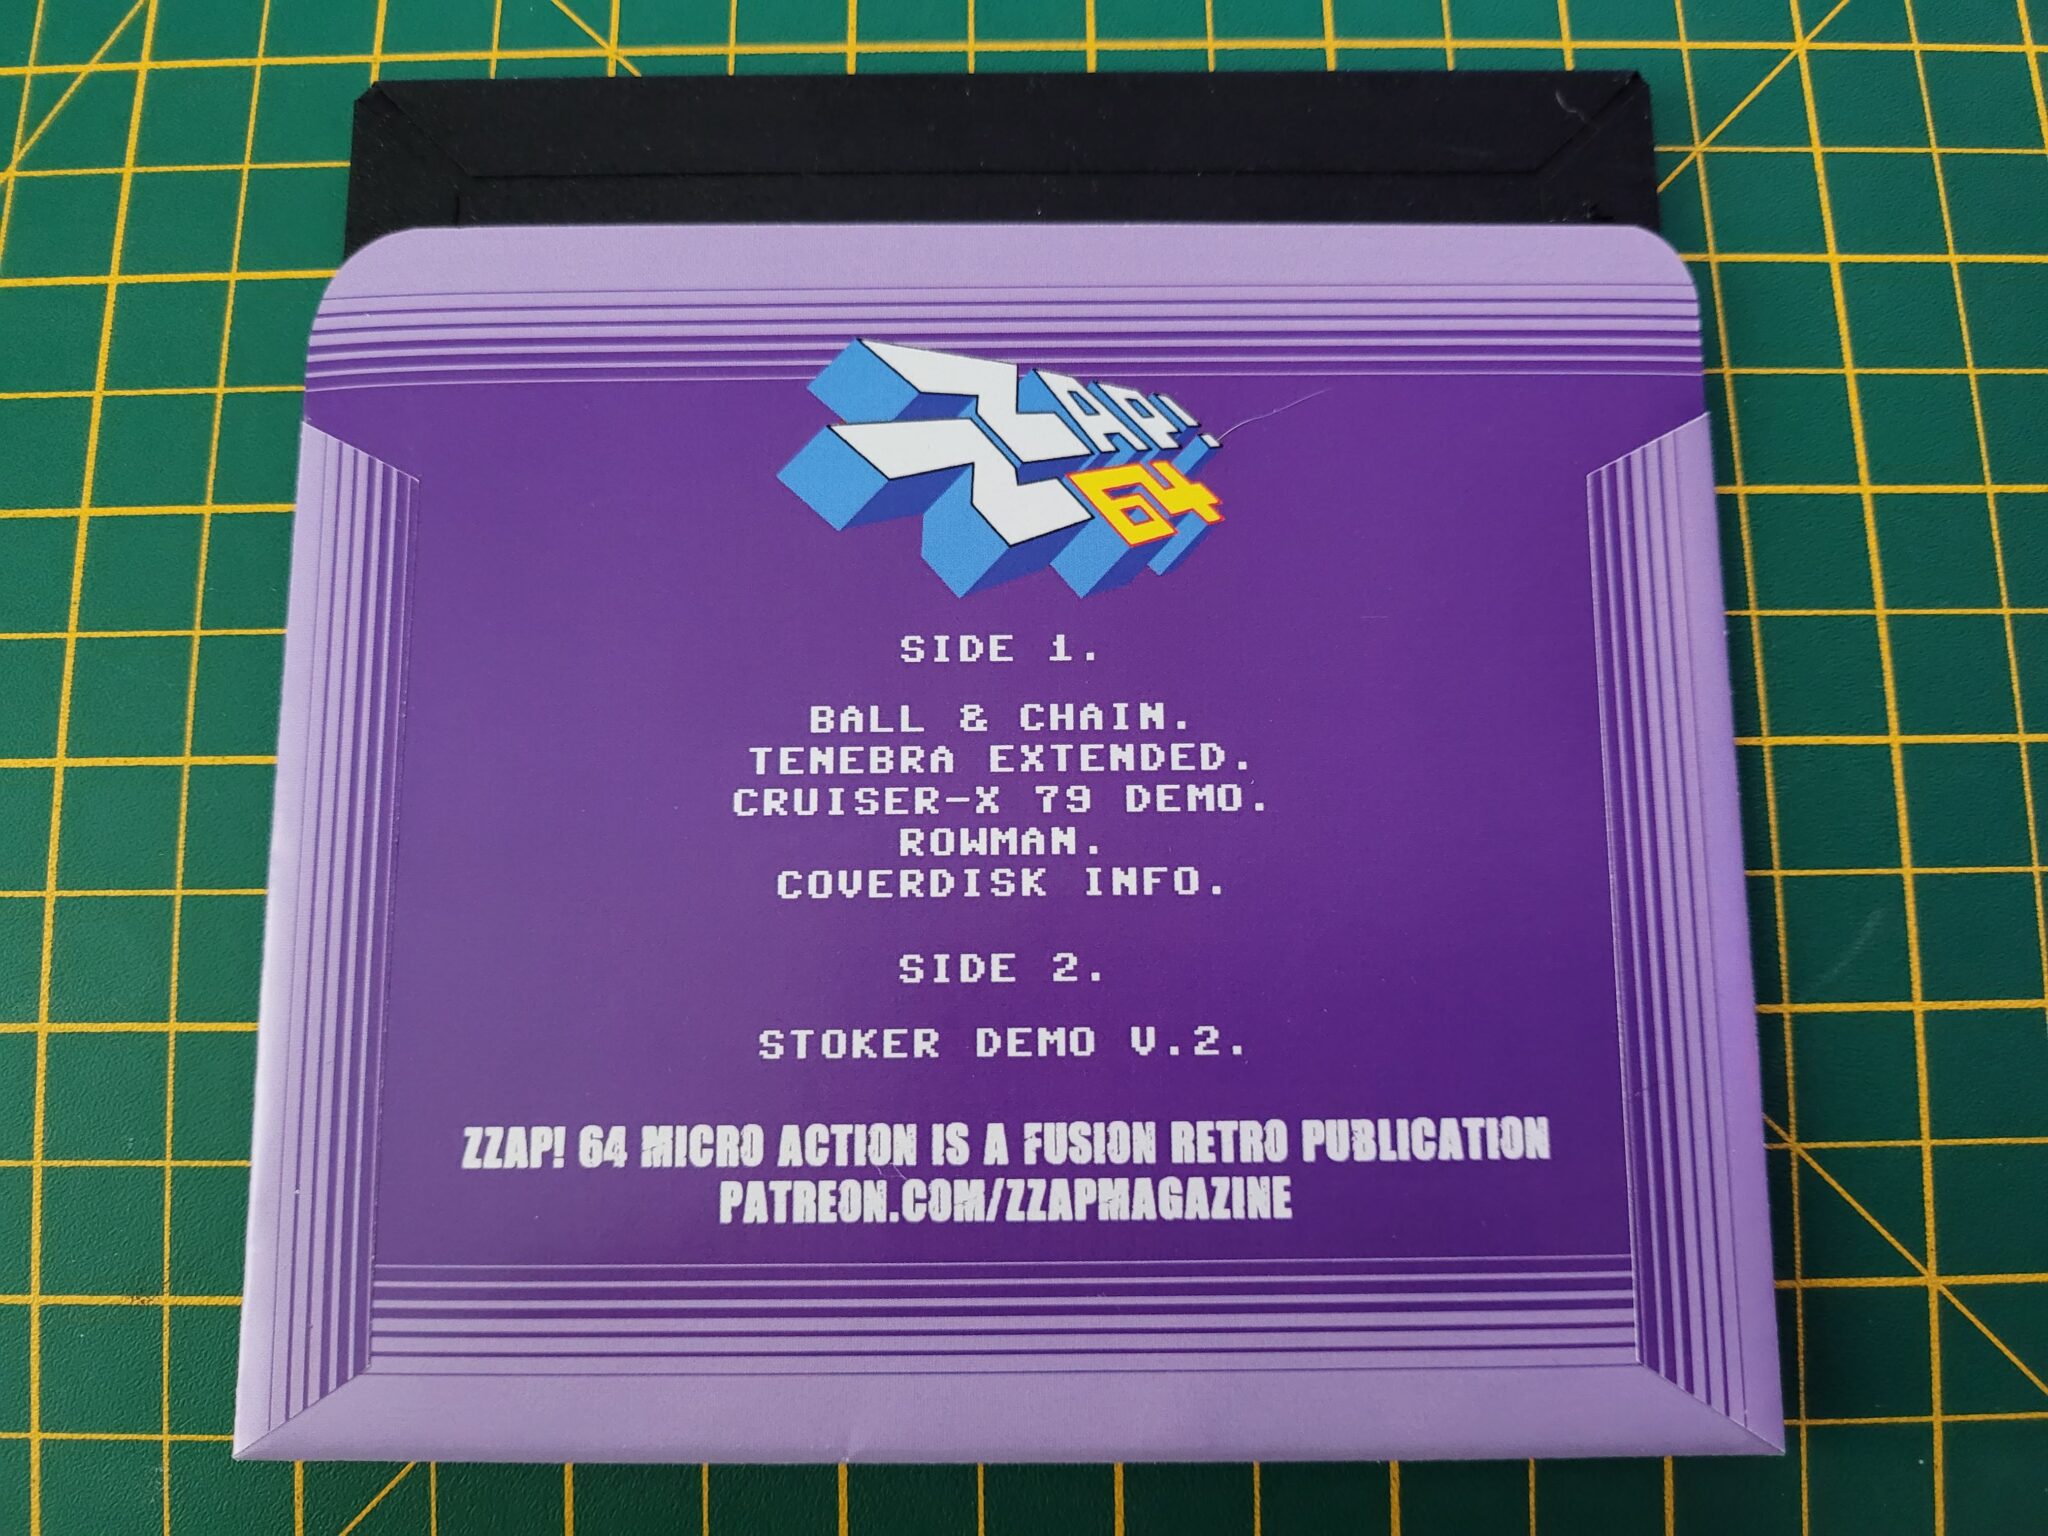 ZZAP!
64
SIDE 1.
BALL & CHAIN.
TENEBRA EXTENDED.
CRUISER-X 79 DEMO.
ROWMAN.
COVERDISK INFO.
SIDE 2.
STOKER DEMO V.2.
ZZAP! 64 MICRO ACTION IS A FUSION RETRO PUBLICATION
PATREON.COM/ZZAPMAGAZINE